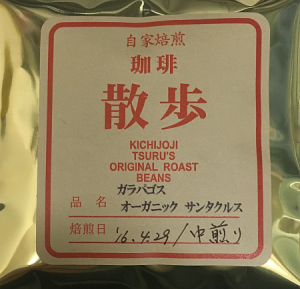 自家焙煎
珈琲
散歩
KICHIJOJI
TSURU'S
ORIGINAL ROAST
BEANS
ガラパゴス
品名 オーガニック サンタクルス
焙煎日 '16.4.29/中煎り